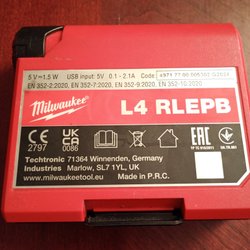 5 V⎓1.5 W USB input: 5V 0.1 - 2.1A Code:
EN 352-2:2020, EN 352-7:2020, EN 352-9:2020, EN 352-10:2020
Milwaukee
L4 RLEPB
CE UKCA EAC
2797 0086
Techtronic 71364 Winnenden, Germany
Industries Marlow, SL7 1YL, UK
www.milwaukeetool.eu Made in P.R.C.